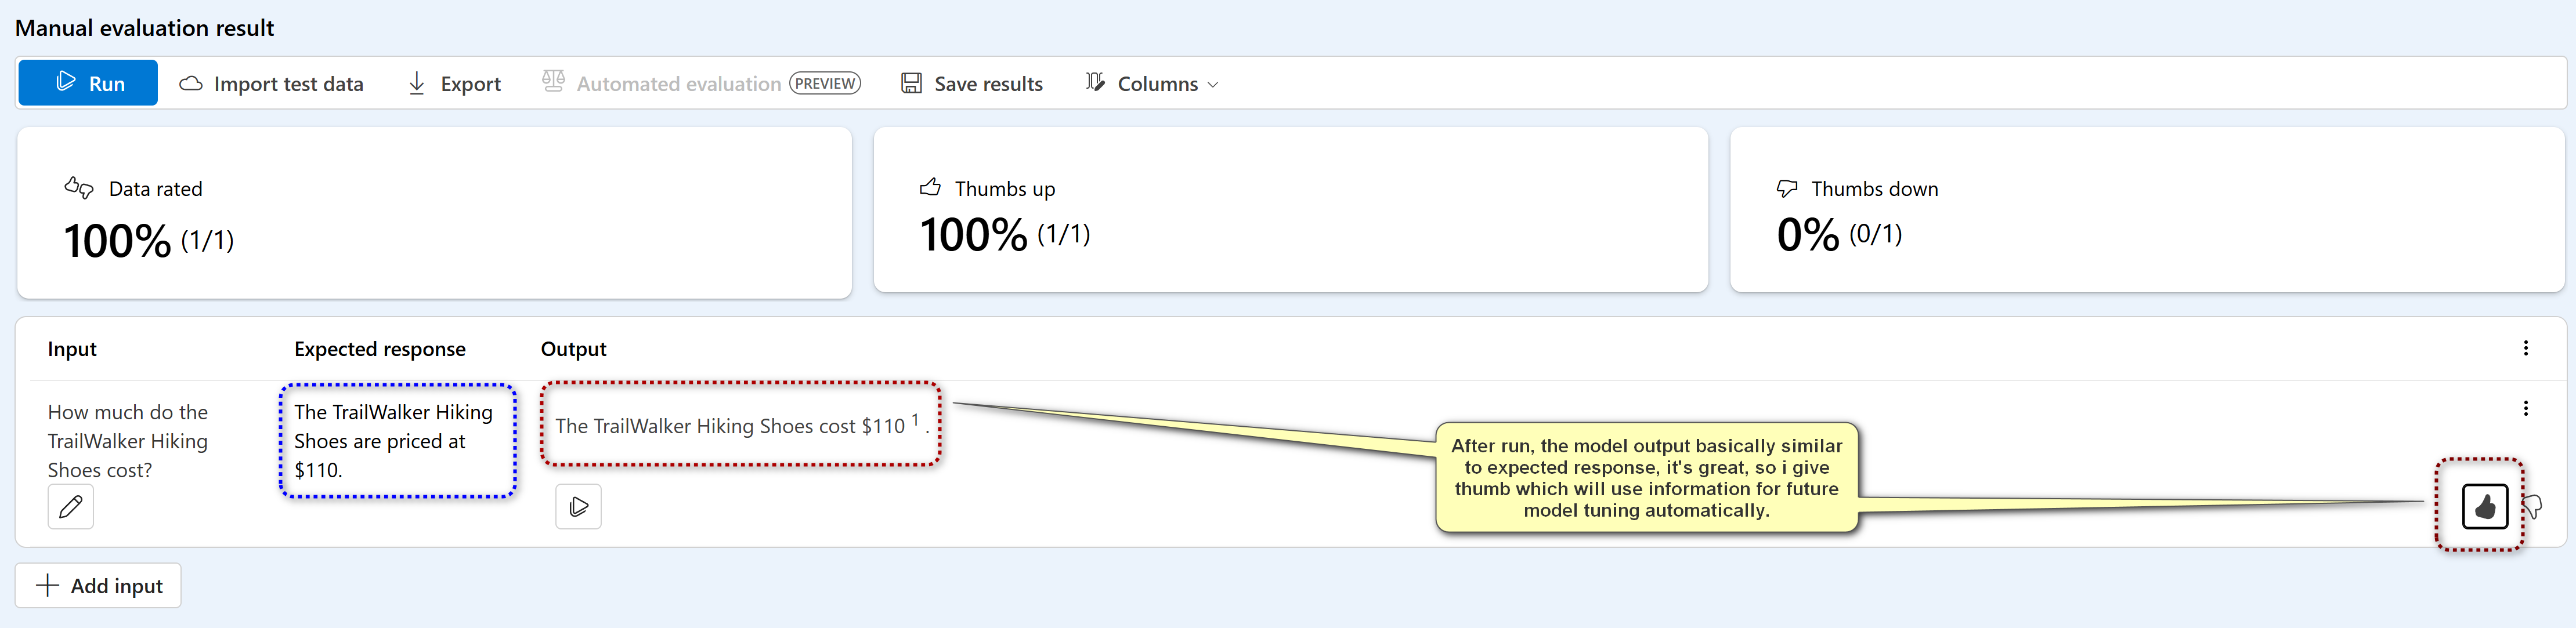 Manual evaluation result
Run Import test data Export Automated evaluation PREVIEW Save results Columns
Data rated
100% (1/1)
Thumbs up
100% (1/1)
Thumbs down
0% (0/1)
Input Expected response Output
How much do the
TrailWalker Hiking
Shoes cost?
The TrailWalker Hiking
Shoes are priced at
$110.
The TrailWalker Hiking Shoes cost $110 1 .
After run, the model output basically similar
to expected response, it's great, so i give
thumb which will use information for future
model tuning automatically.
Add input